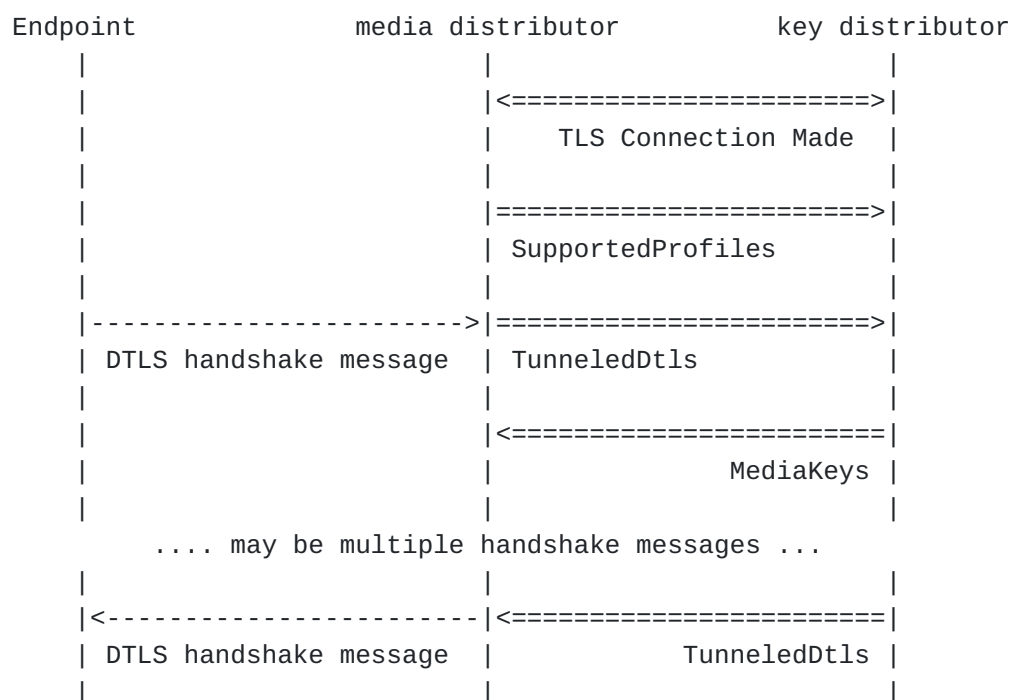 Endpoint media distributor key distributor
| | |
| |<========================>|
| | TLS Connection Made |
| | |
| |========================>|
| | SupportedProfiles |
| | |
|------------------------>|========================>|
| DTLS handshake message | TunneledDtls |
| | |
| |<========================|
| | MediaKeys |
| | |
.... may be multiple handshake messages ...
| | |
|<------------------------|<========================|
| DTLS handshake message | TunneledDtls |
| | |